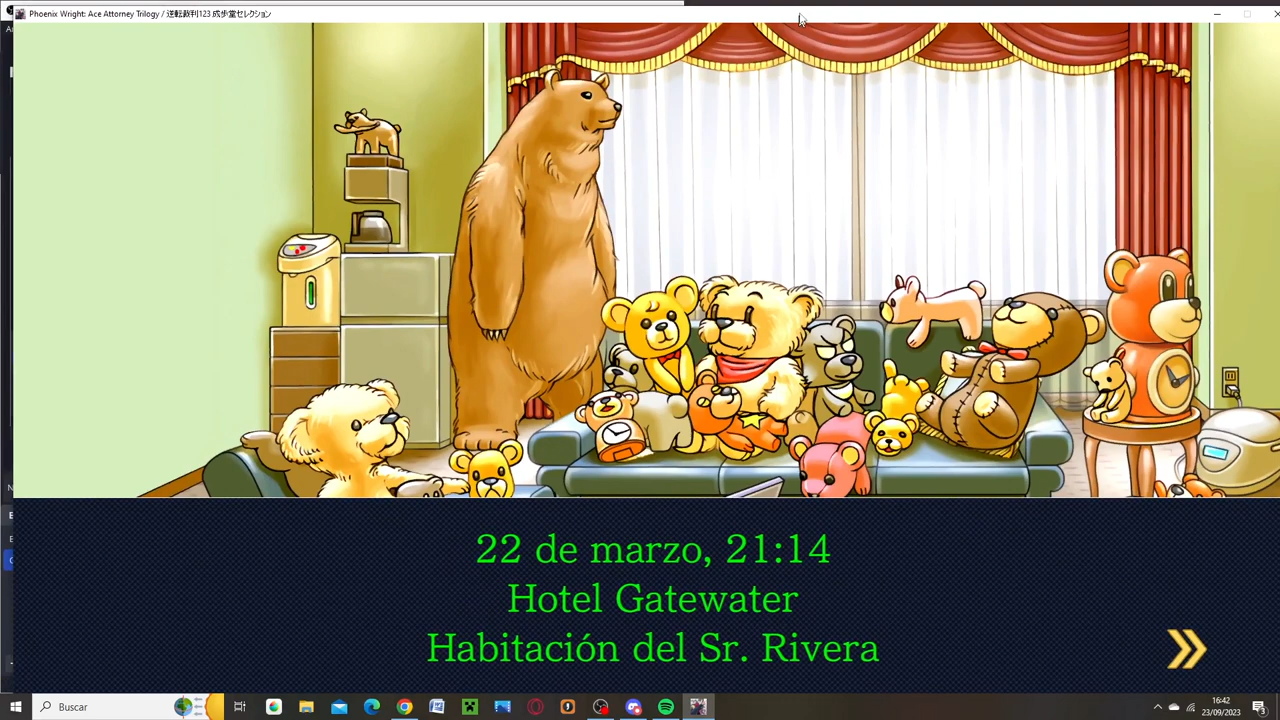 Phoenix Wright: Ace Attorney Trilogy / 逆転裁判123 成歩堂セレクション
22 de marzo, 21:14
Hotel Gatewater
Habitación del Sr. Rivera
Buscar
16:42
23/09/2023
3